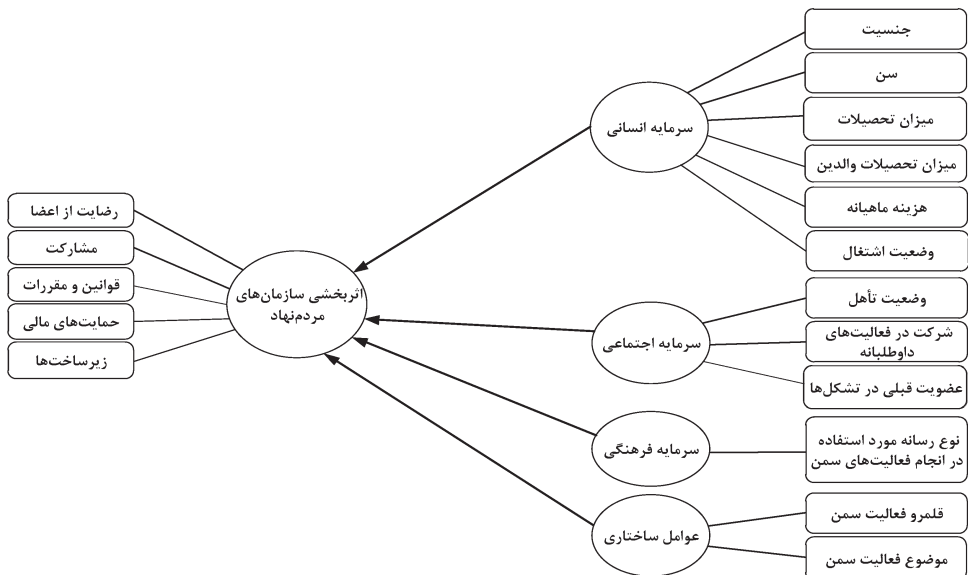 جنسیت
سن
میزان تحصیلات
میزان تحصیلات والدین
هزینه ماهیانه
وضعیت اشتغال
سرمایه انسانی
وضعیت تأهل
شرکت در فعالیت‌های
داوطلبانه
عضویت قبلی در تشکل‌ها
سرمایه اجتماعی
نوع رسانه مورد استفاده
در انجام فعالیت‌های سمن
سرمایه فرهنگی
قلمرو فعالیت سمن
موضوع فعالیت سمن
عوامل ساختاری
اثربخشی سازمان‌های
مردم‌نهاد
رضایت از اعضا
مشارکت
قوانین و مقررات
حمایت‌های مالی
زیرساخت‌ها